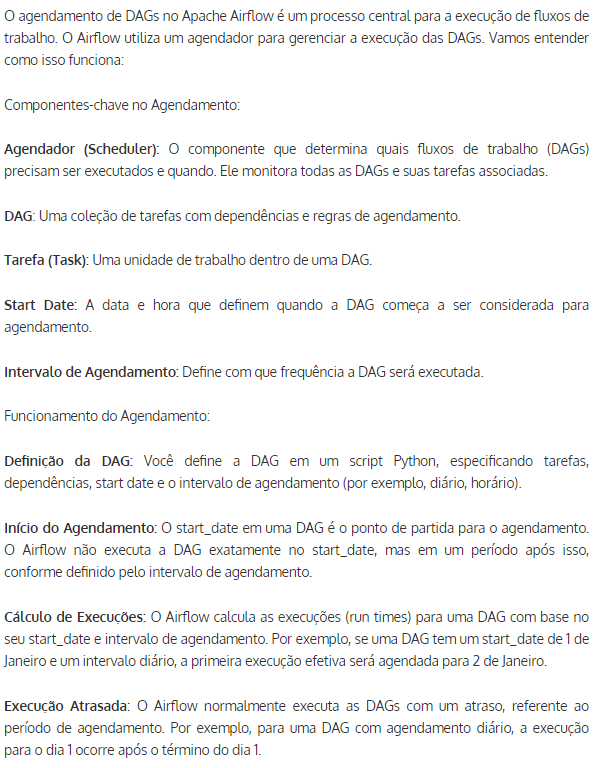 O agendamento de DAGs no Apache Airflow é um processo central para a execução de fluxos de
trabalho. O Airflow utiliza um agendador para gerenciar a execução das DAGs. Vamos entender
como isso funciona:
Componentes-chave no Agendamento:
Agendador (Scheduler): O componente que determina quais fluxos de trabalho (DAGs)
precisam ser executados e quando. Ele monitora todas as DAGs e suas tarefas associadas.
DAG: Uma coleção de tarefas com dependências e regras de agendamento.
Tarefa (Task): Uma unidade de trabalho dentro de uma DAG.
Start Date: A data e hora que definem quando a DAG começa a ser considerada para
agendamento.
Intervalo de Agendamento: Define com que frequência a DAG será executada.
Funcionamento do Agendamento:
Definição da DAG: Você define a DAG em um script Python, especificando tarefas,
dependências, start date e o intervalo de agendamento (por exemplo, diário, horário).
Início do Agendamento: O start_date em uma DAG é o ponto de partida para o agendamento.
O Airflow não executa a DAG exatamente no start_date, mas em um período após isso,
conforme definido pelo intervalo de agendamento.
Cálculo de Execuções: O Airflow calcula as execuções (run times) para uma DAG com base no
seu start_date e intervalo de agendamento. Por exemplo, se uma DAG tem um start_date de 1 de
Janeiro e um intervalo diário, a primeira execução efetiva será agendada para 2 de Janeiro.
Execução Atrasada: O Airflow normalmente executa as DAGs com um atraso, referente ao
período de agendamento. Por exemplo, para uma DAG com agendamento diário, a execução
para o dia 1 ocorre após o término do dia 1.